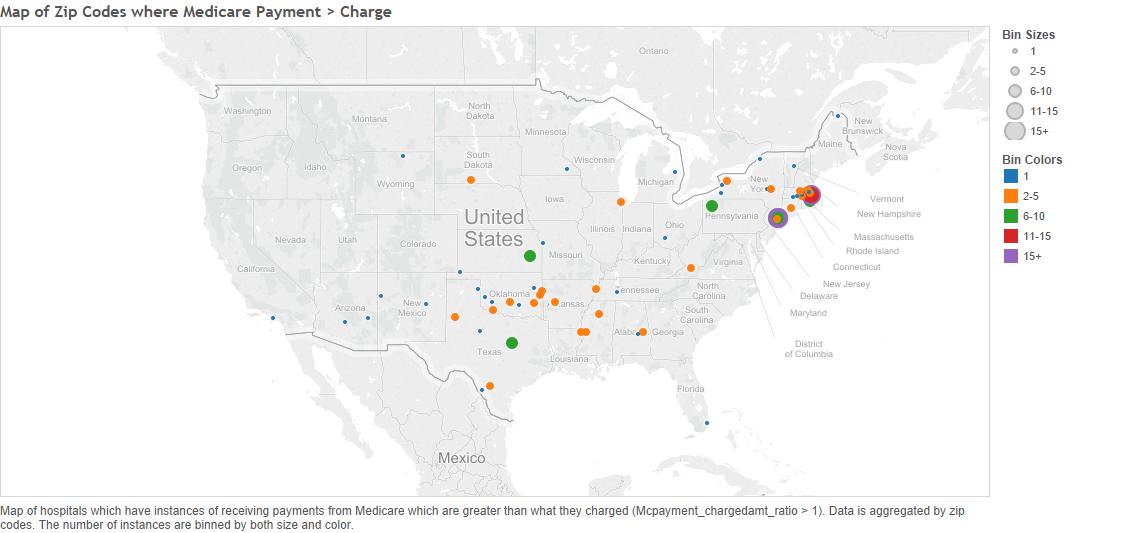 Map of Zip Codes where Medicare Payment > Charge
Bin Sizes
1
2-5
6-10
11-15
15+
Bin Colors
1
2-5
6-10
11-15
15+
Ontario
Washington
Montana
North
Dakota
Minnesota
New
Brunswick
Maine
Nova
Scotia
Oregon
Idaho
South
Dakota
Wisconsin
Michigan
New
Yor
Wyoming
Vermont
New Hampshire
Iowa
Pennsylvania
United
States
Nevada
Utah
Colorado
Illinois
Indiana
Ohio
Massachusetts
Rhode Island
Missouri
Kentucky
Virginia
Connecticut
California
New Jersey
Delaware
Maryland
Arizona
New
Mexico
Oklahoma
kansas
ennessee
North
Carolina
South
Carolina
Alaba
Georgia
District
of Columbia
Texas
Louisiana
Florida
Mexico
Map of hospitals which have instances of receiving payments from Medicare which are greater than what they charged (Mcpayment_chargedamt_ratio > 1). Data is aggregated by zip
codes. The number of instances are binned by both size and color.